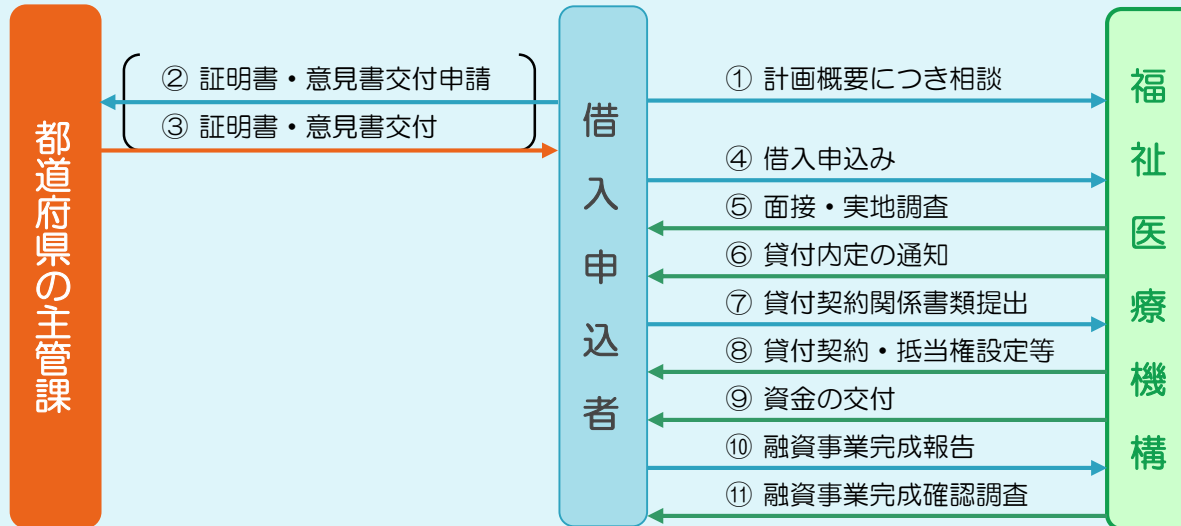 都道府県の主管課
② 証明書・意見書交付申請
③ 証明書・意見書交付
借入申込者
① 計画概要につき相談
④ 借入申込み
⑤ 面接・実地調査
⑥ 貸付内定の通知
⑦ 貸付契約関係書類提出
⑧ 貸付契約・抵当権設定等
⑨ 資金の交付
⑩ 融資事業完成報告
⑪ 融資事業完成確認調査
福祉医療機構